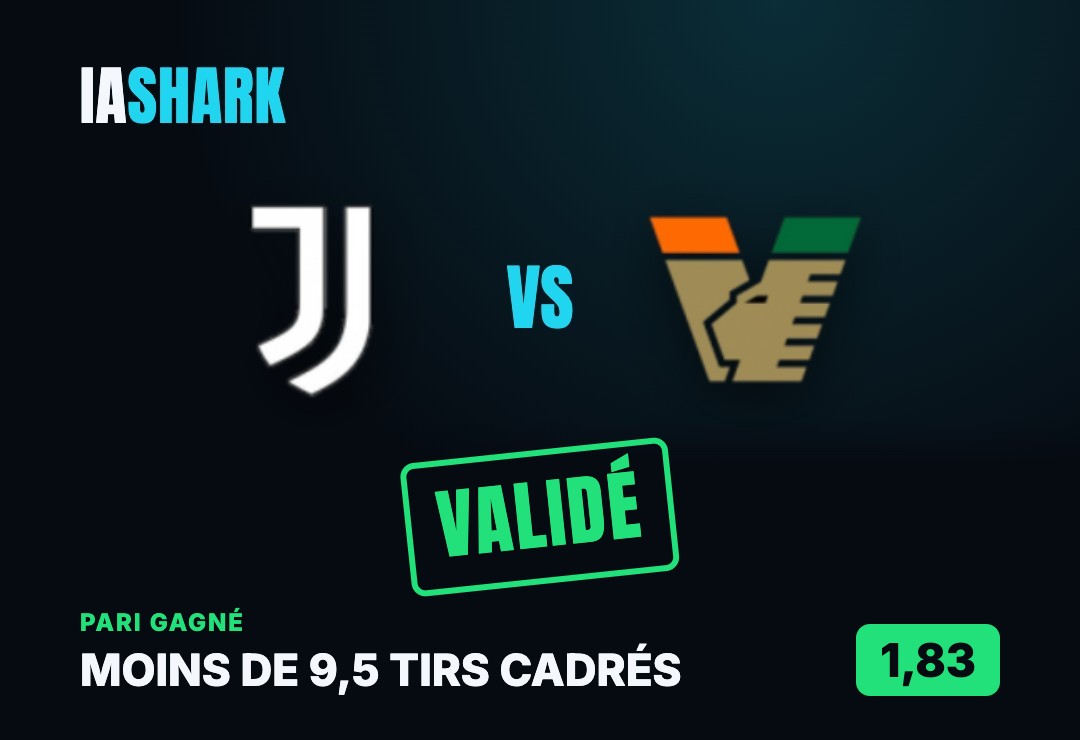 IASHARK
VS
VALIDÉ
PARI GAGNÉ
MOINS DE 9,5 TIRS CADRÉS
1,83